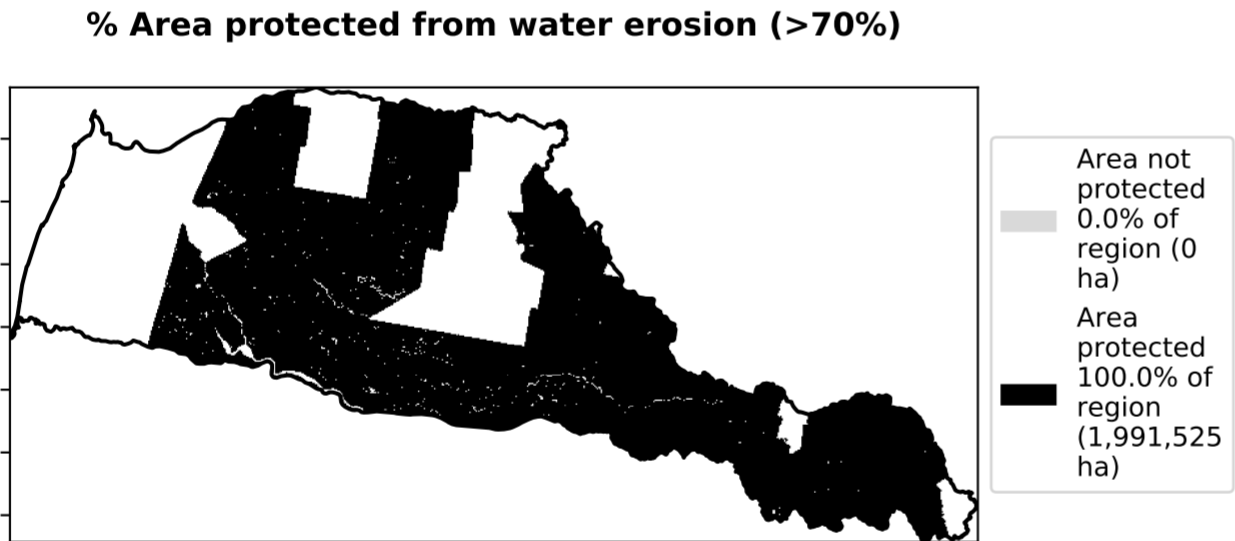 % Area protected from water erosion (>70%)
Area not
protected
0.0% of
region (0
ha)
Area
protected
100.0% of
region
(1,991,525
ha)